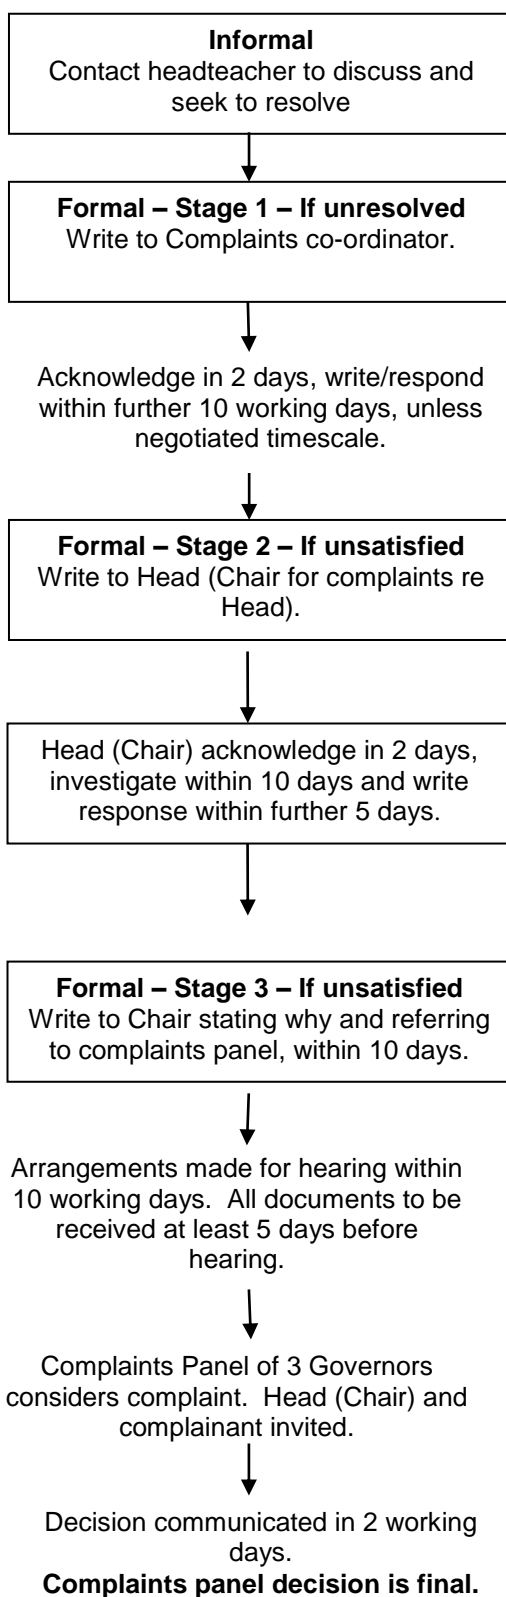 Informal
Contact headteacher to discuss and
seek to resolve
Formal – Stage 1 – If unresolved
Write to Complaints co-ordinator.
Acknowledge in 2 days, write/respond
within further 10 working days, unless
negotiated timescale.
Formal – Stage 2 – If unsatisfied
Write to Head (Chair for complaints re
Head).
Head (Chair) acknowledge in 2 days,
investigate within 10 days and write
response within further 5 days.
Formal – Stage 3 – If unsatisfied
Write to Chair stating why and referring
to complaints panel, within 10 days.
Arrangements made for hearing within
10 working days.  All documents to be
received at least 5 days before
hearing.
Complaints Panel of 3 Governors
considers complaint.  Head (Chair) and
complainant invited.
Decision communicated in 2 working
days.
Complaints panel decision is final.